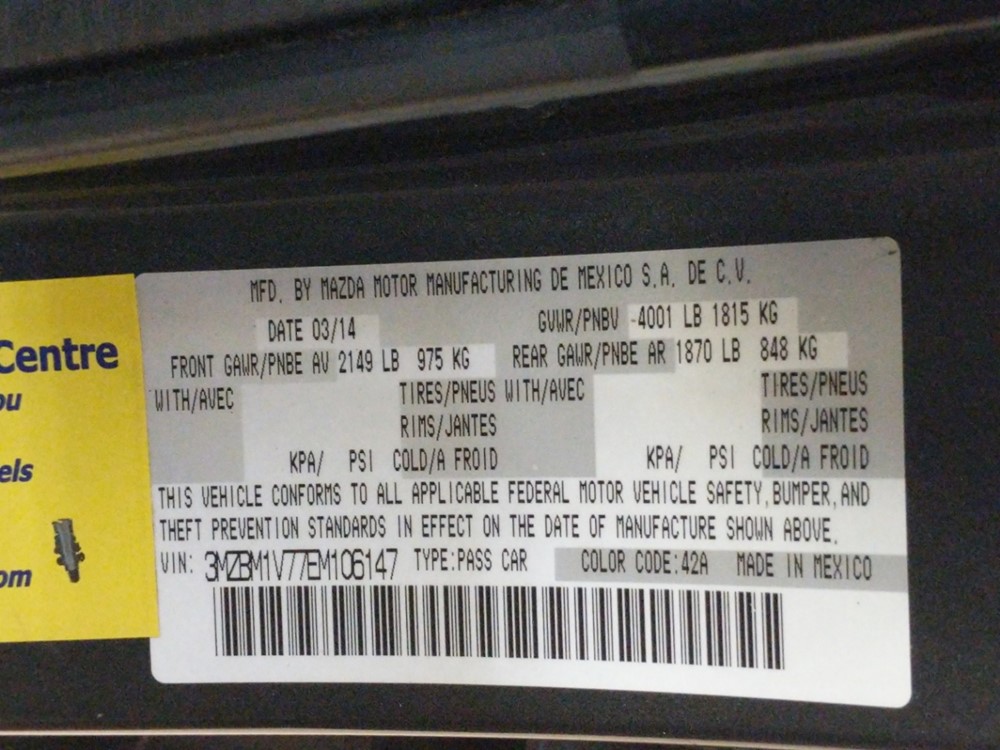 MFD. BY MAZDA MOTOR MANUFACTURING DE MEXICO S.A. DE C.V.
DATE 03/14 GVWR/PNBV 4001 LB 1815 KG
FRONT GAWR/PNBE AV 2149 LB 975 KG REAR GAWR/PNBE AR 1870 LB 848 KG
WITH/AVEC TIRES/PNEUS WITH/AVEC TIRES/PNEUS
RIMS/JANTES RIMS/JANTES
KPA/ PSI COLD/A FROID KPA/ PSI COLD/A FROID
THIS VEHICLE CONFORMS TO ALL APPLICABLE FEDERAL MOTOR VEHICLE SAFETY, BUMPER, AND
THEFT PREVENTION STANDARDS IN EFFECT ON THE DATE OF MANUFACTURE SHOWN ABOVE.
VIN: 3MZBM1V77EM106147 TYPE:PASS CAR COLOR CODE:42A MADE IN MEXICO
Centre
ou
els
om